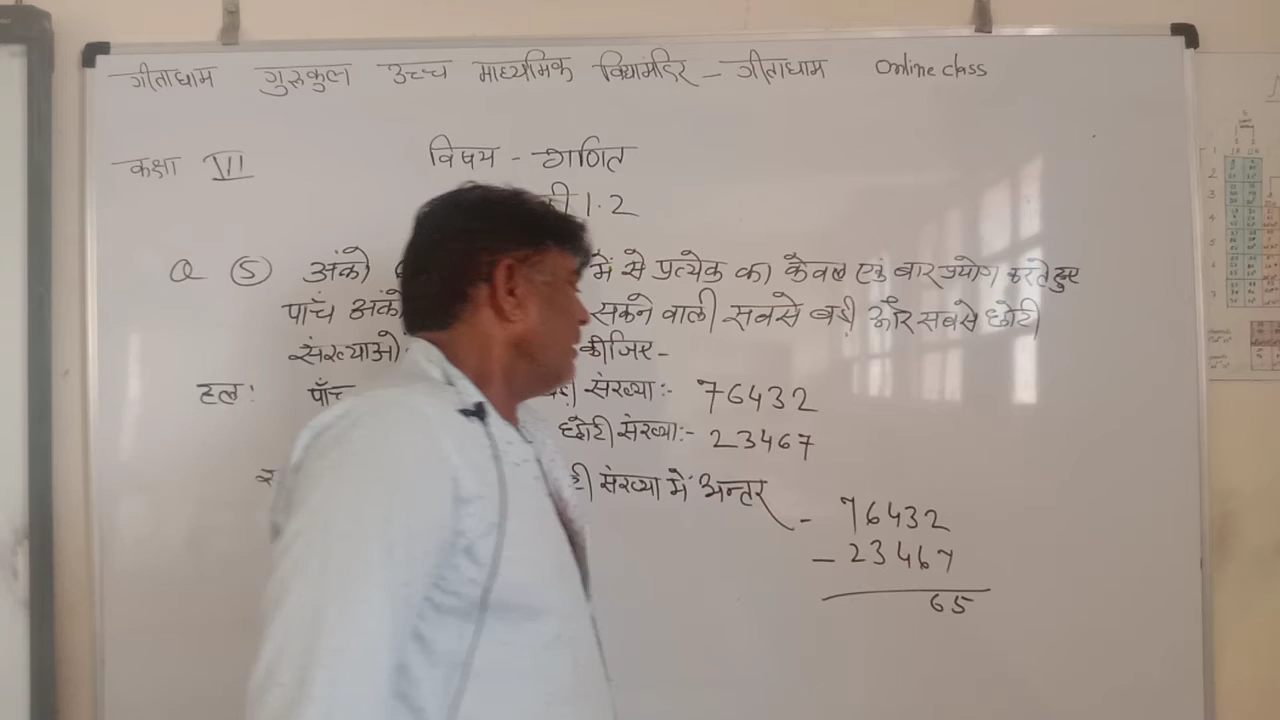 गीताधाम गुरुकुल उच्च माध्यमिक विद्यामंदिर - गीताधाम Online class
कक्षा VI विषय - गणित
1.2
Q ⑤ अंको में से प्रत्येक का केवल एक बार प्रयोग करते हुए
पाँच अंको सकने वाली सबसे बड़ी और सबसे छोटी
संख्याओं कीजिए -
हल : पाँच संख्या :- 76432
छोटी संख्या :- 23467
संख्या में अन्तर - 76432
- 23467
65